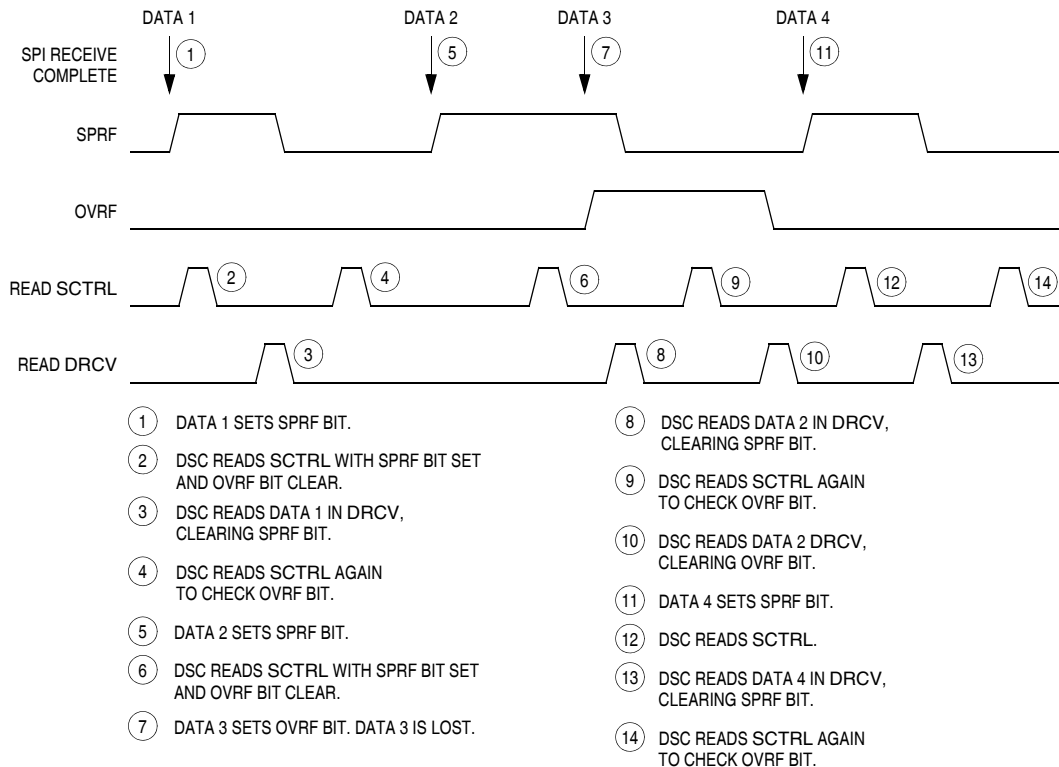 DATA 1 DATA 2 DATA 3 DATA 4
SPI RECEIVE
COMPLETE
1 5 7 11
SPRF
OVRF
READ SCTRL
2 4 6 9 12 14
READ DRCV
3 8 10 13
1 DATA 1 SETS SPRF BIT.
2 DSC READS SCTRL WITH SPRF BIT SET
AND OVRF BIT CLEAR.
3 DSC READS DATA 1 IN DRCV,
CLEARING SPRF BIT.
4 DSC READS SCTRL AGAIN
TO CHECK OVRF BIT.
5 DATA 2 SETS SPRF BIT.
6 DSC READS SCTRL WITH SPRF BIT SET
AND OVRF BIT CLEAR.
7 DATA 3 SETS OVRF BIT. DATA 3 IS LOST.
8 DSC READS DATA 2 IN DRCV,
CLEARING SPRF BIT.
9 DSC READS SCTRL AGAIN
TO CHECK OVRF BIT.
10 DSC READS DATA 2 DRCV,
CLEARING OVRF BIT.
11 DATA 4 SETS SPRF BIT.
12 DSC READS SCTRL.
13 DSC READS DATA 4 IN DRCV,
CLEARING SPRF BIT.
14 DSC READS SCTRL AGAIN
TO CHECK OVRF BIT.